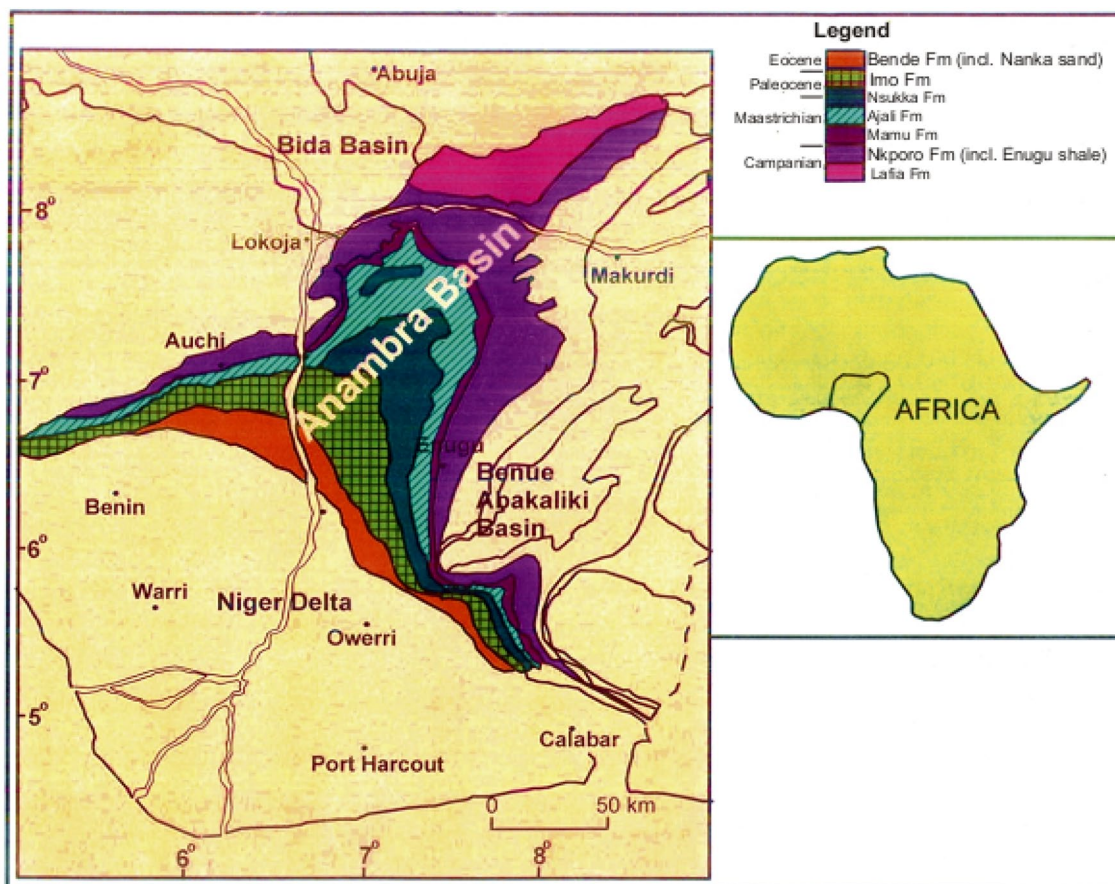 Legend
Eocene
Bende Fm (incl. Nanka sand)
Paleocene
Imo Fm
Nsukka Fm
Maastrichian
Ajali Fm
Mamu Fm
Campanian
Nkporo Fm (incl. Enugu shale)
Lafia Fm
Abuja
Bida Basin
8°
Lokoja
Makurdi
Anambra Basin
Auchi
7°
AFRICA
Enugu
Benue
Abakaliki
Basin
Benin
6°
Warri
Niger Delta
Owerri
5°
Calabar
Port Harcout
0 50 km
6° 7° 8°